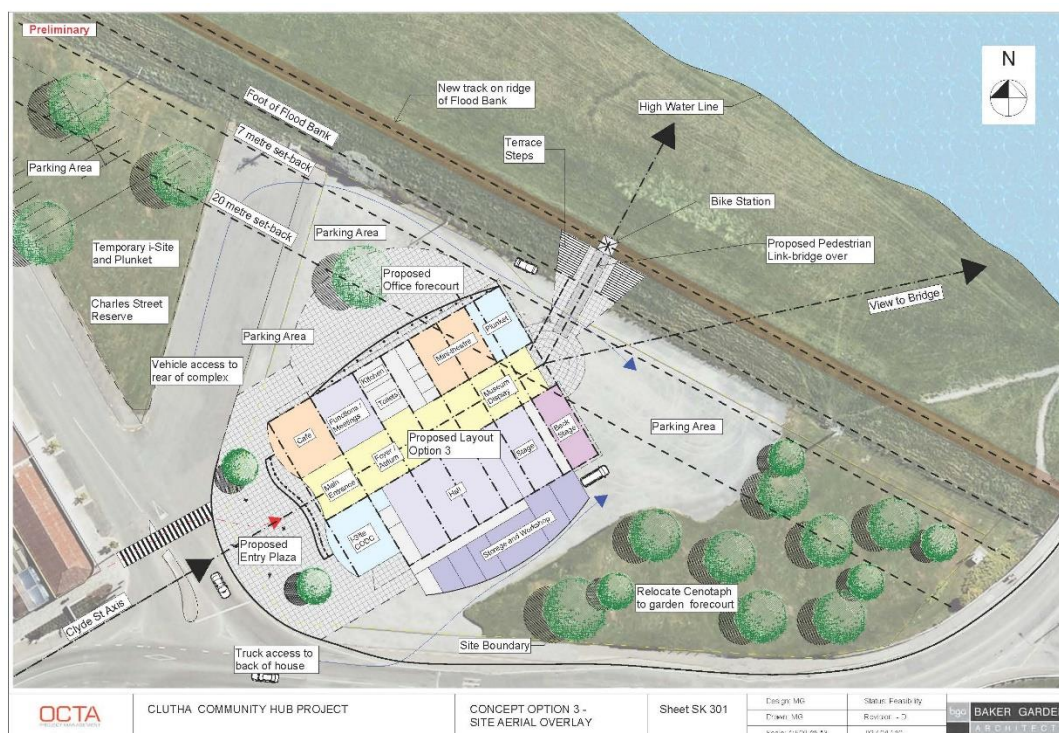 Preliminary
N
New track on ridge
of Flood Bank
High Water Line
Foot of Flood Bank
7 metre set-back
20 metre set-back
Terrace
Steps
Parking Area
Bike Station
Parking Area
Proposed Pedestrian
Link-bridge over
Temporary i-Site
and Plunket
Proposed
Office forecourt
View to Bridge
Charles Street
Reserve
Parking Area
Plunket
Mini-theatre
Vehicle access to
rear of complex
Kitchen
Toilets
Functions /
Meetings
Museum
Display
Cafe
Proposed Layout
Option 3
Parking Area
Back
Stage
Foyer /
Atrium
Stage
Main
Entrance
Hall
i-Site
CODC
Storage and Workshop
Proposed
Entry Plaza
Relocate Cenotaph
to garden forecourt
Clyde St Axis
Site Boundary
Truck access to
back of house
OCTA
PROJECT MANAGEMENT
CLUTHA COMMUNITY HUB PROJECT
CONCEPT OPTION 3 -
SITE AERIAL OVERLAY
Sheet SK 301
Design: MG
Status: Feasibility
Drawn: MG
Revision: - D
bga BAKER GARDEN
ARCHITECT